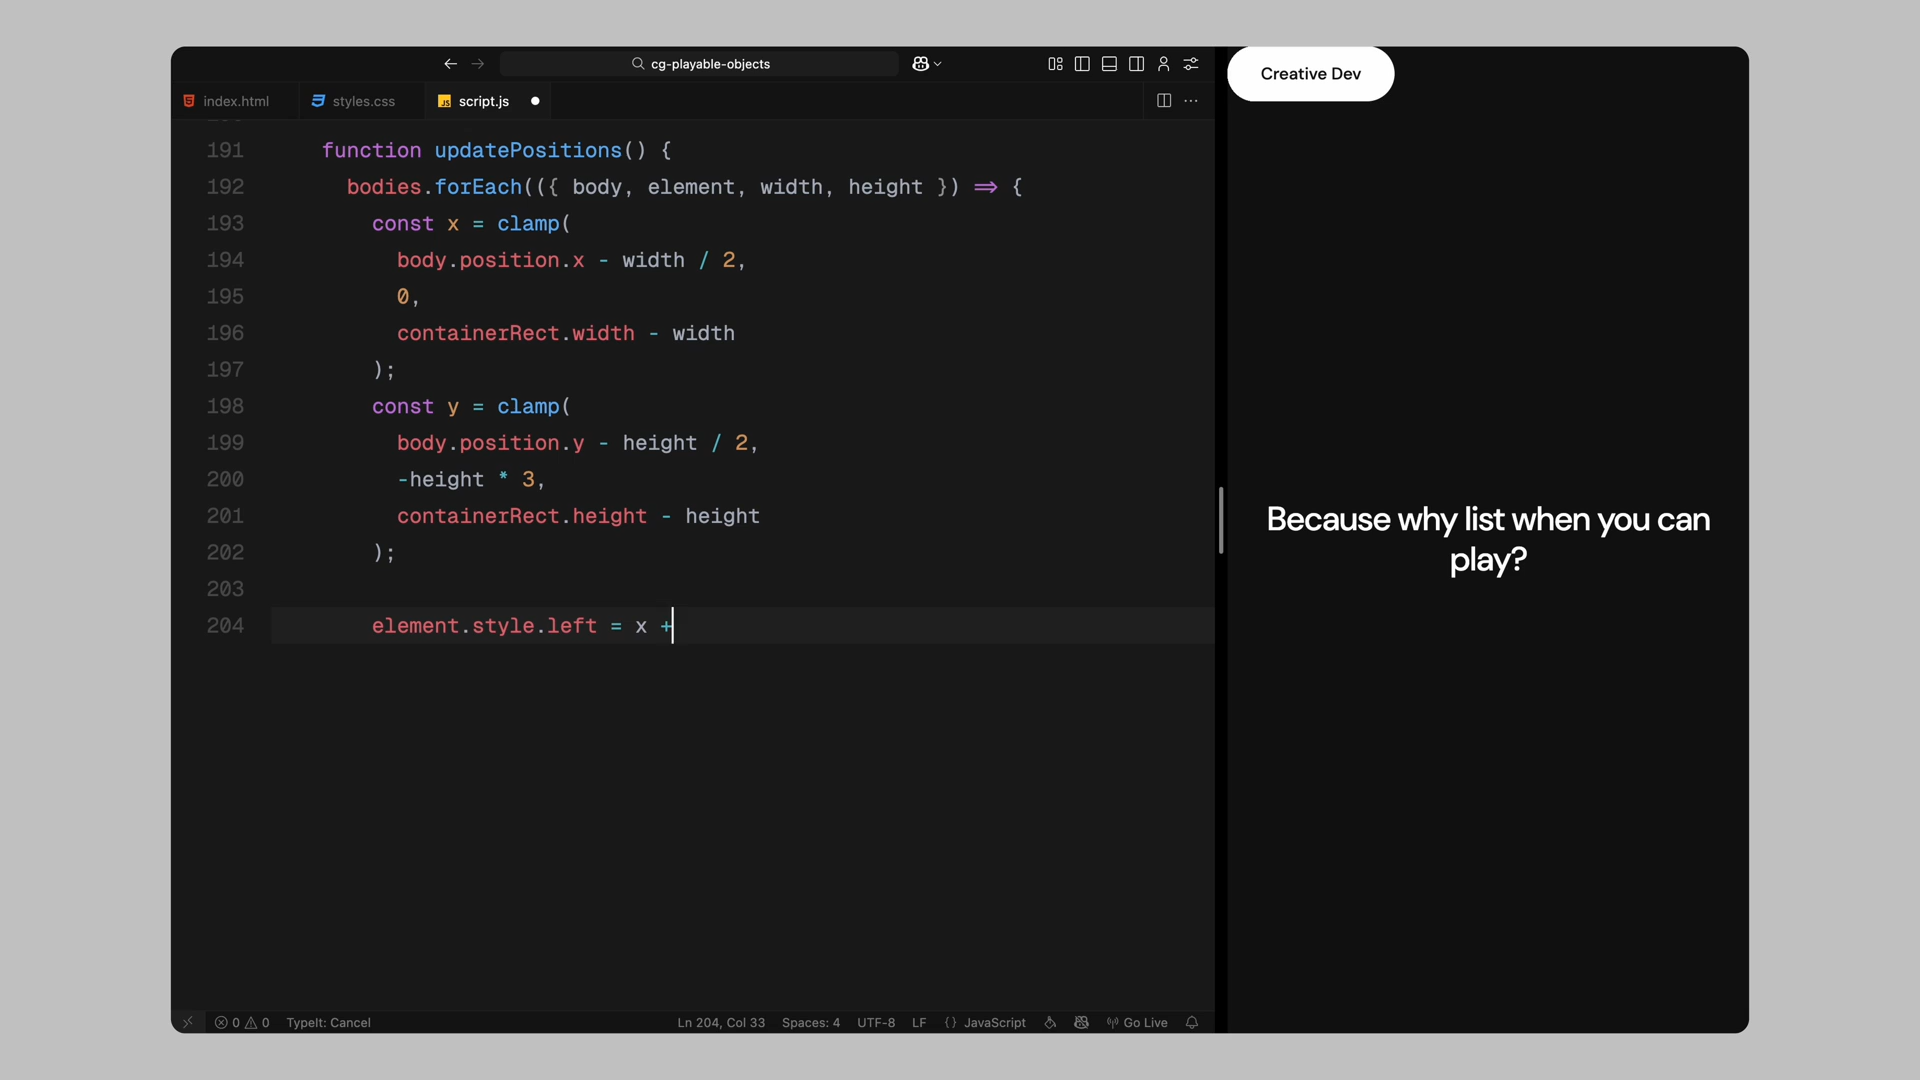 cg-playable-objects
index.html
styles.css
script.js
191 function updatePositions() {
192 bodies.forEach(({ body, element, width, height }) => {
193 const x = clamp(
194 body.position.x - width / 2,
195 0,
196 containerRect.width - width
197 );
198 const y = clamp(
199 body.position.y - height / 2,
200 -height * 3,
201 containerRect.height - height
202 );
203
204 element.style.left = x +
0 0 TypeIt: Cancel Ln 204, Col 33 Spaces: 4 UTF-8 LF {} JavaScript Go Live
Creative Dev
Because why list when you can
play?